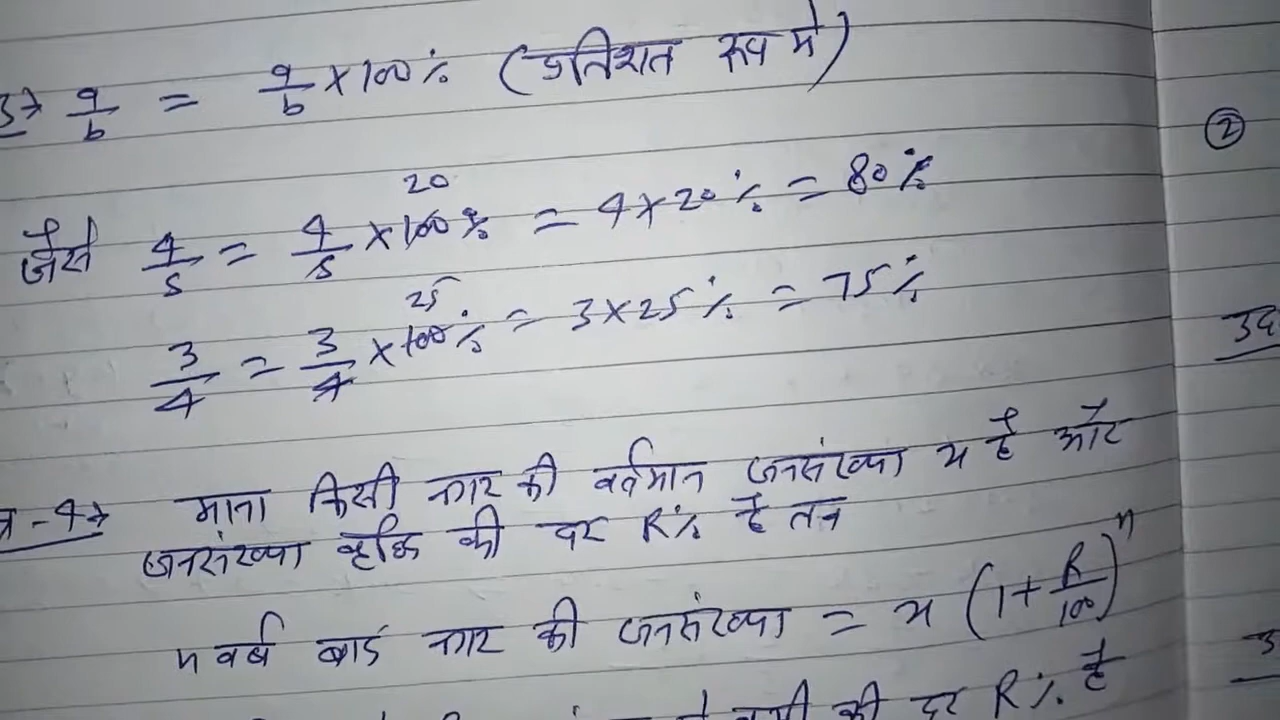 3→ a/b = a/b × 100% (प्रतिशत रूप में)
②
20
जैसे 4/5 = 4/5 × 100% = 4 × 20% = 80%
25
3/4 = 3/4 × 100% = 3 × 25% = 75%
उदा
-4→ माना किसी नगर की वर्तमान जनसंख्या x है और
जनसंख्या वृद्धि की दर R% है तब
n वर्ष बाद नगर की जनसंख्या = x (1 + R/100)^n
की दर R% है